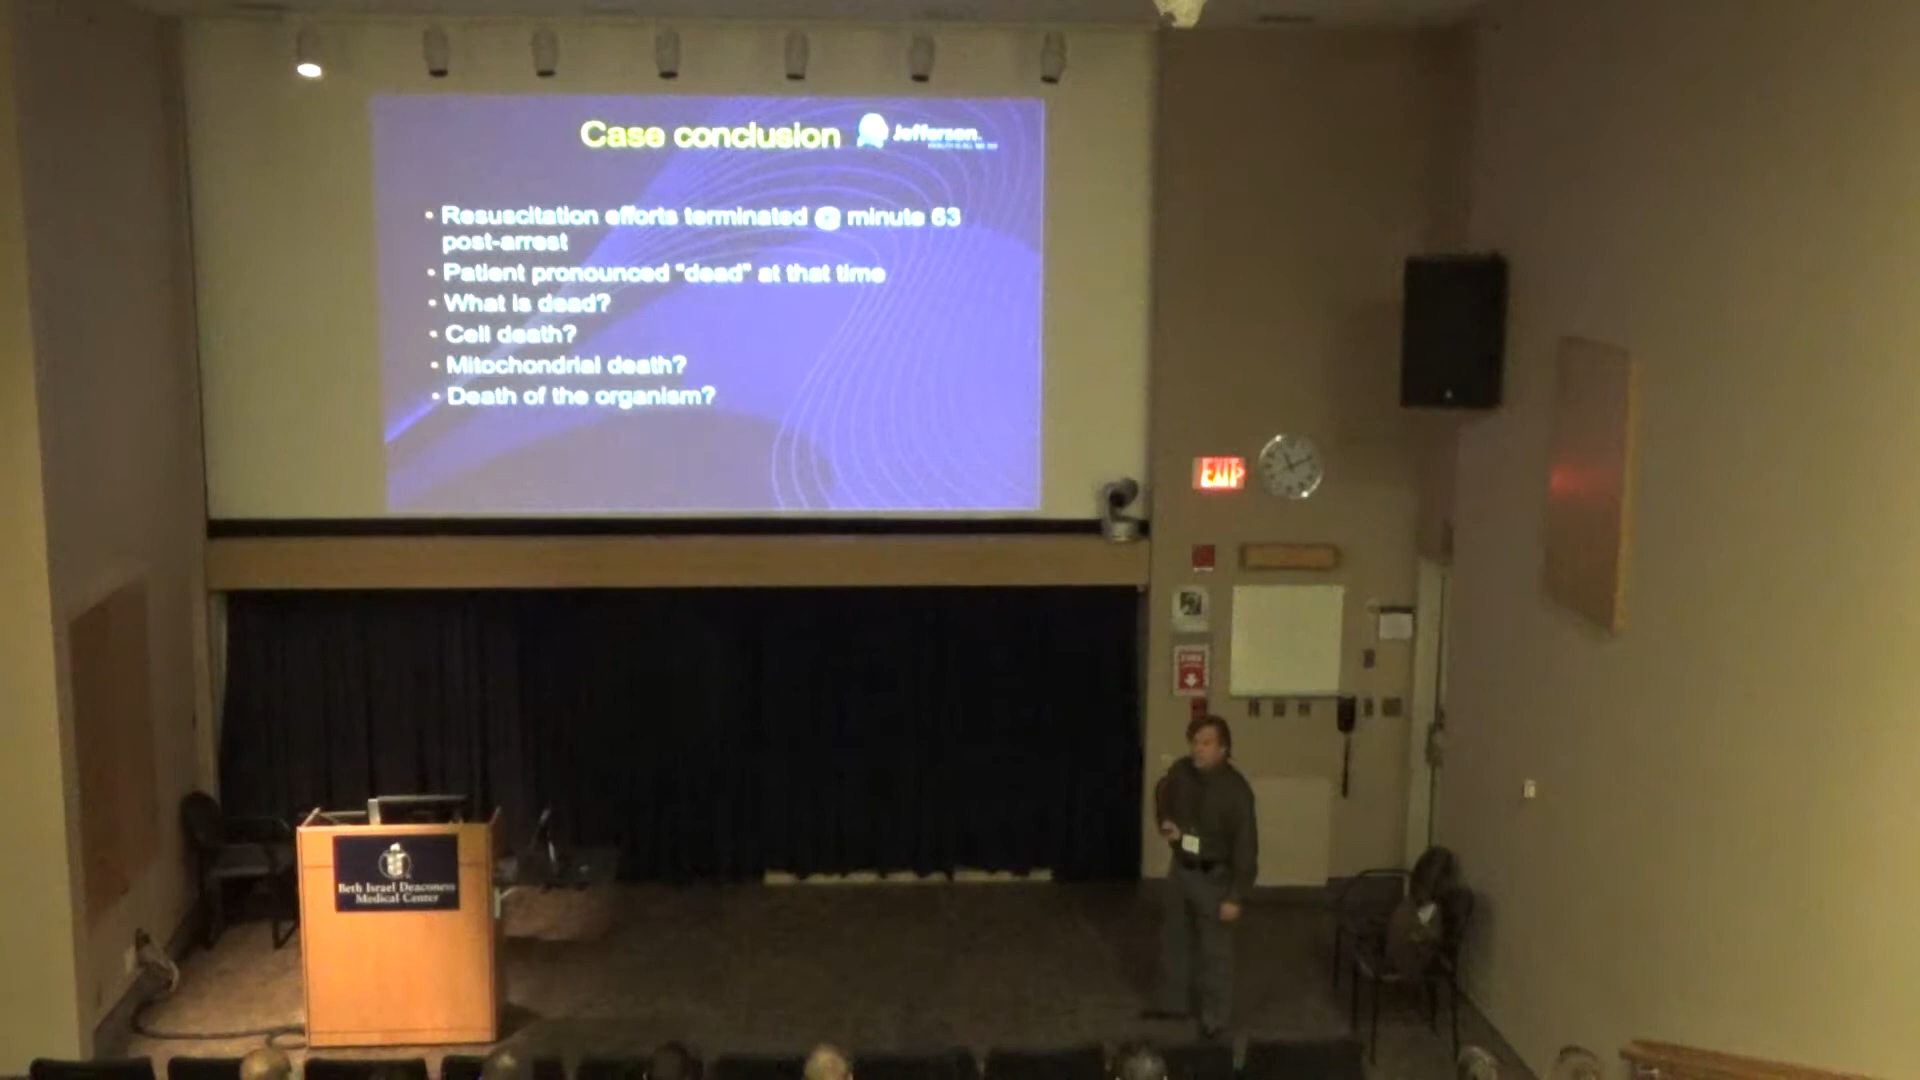 Case conclusion
Jefferson.
• Resuscitation efforts terminated @ minute 63
post-arrest
• Patient pronounced "dead" at that time
• What is dead?
• Cell death?
• Mitochondrial death?
• Death of the organism?
EXIT
Beth Israel Deaconess
Medical Center